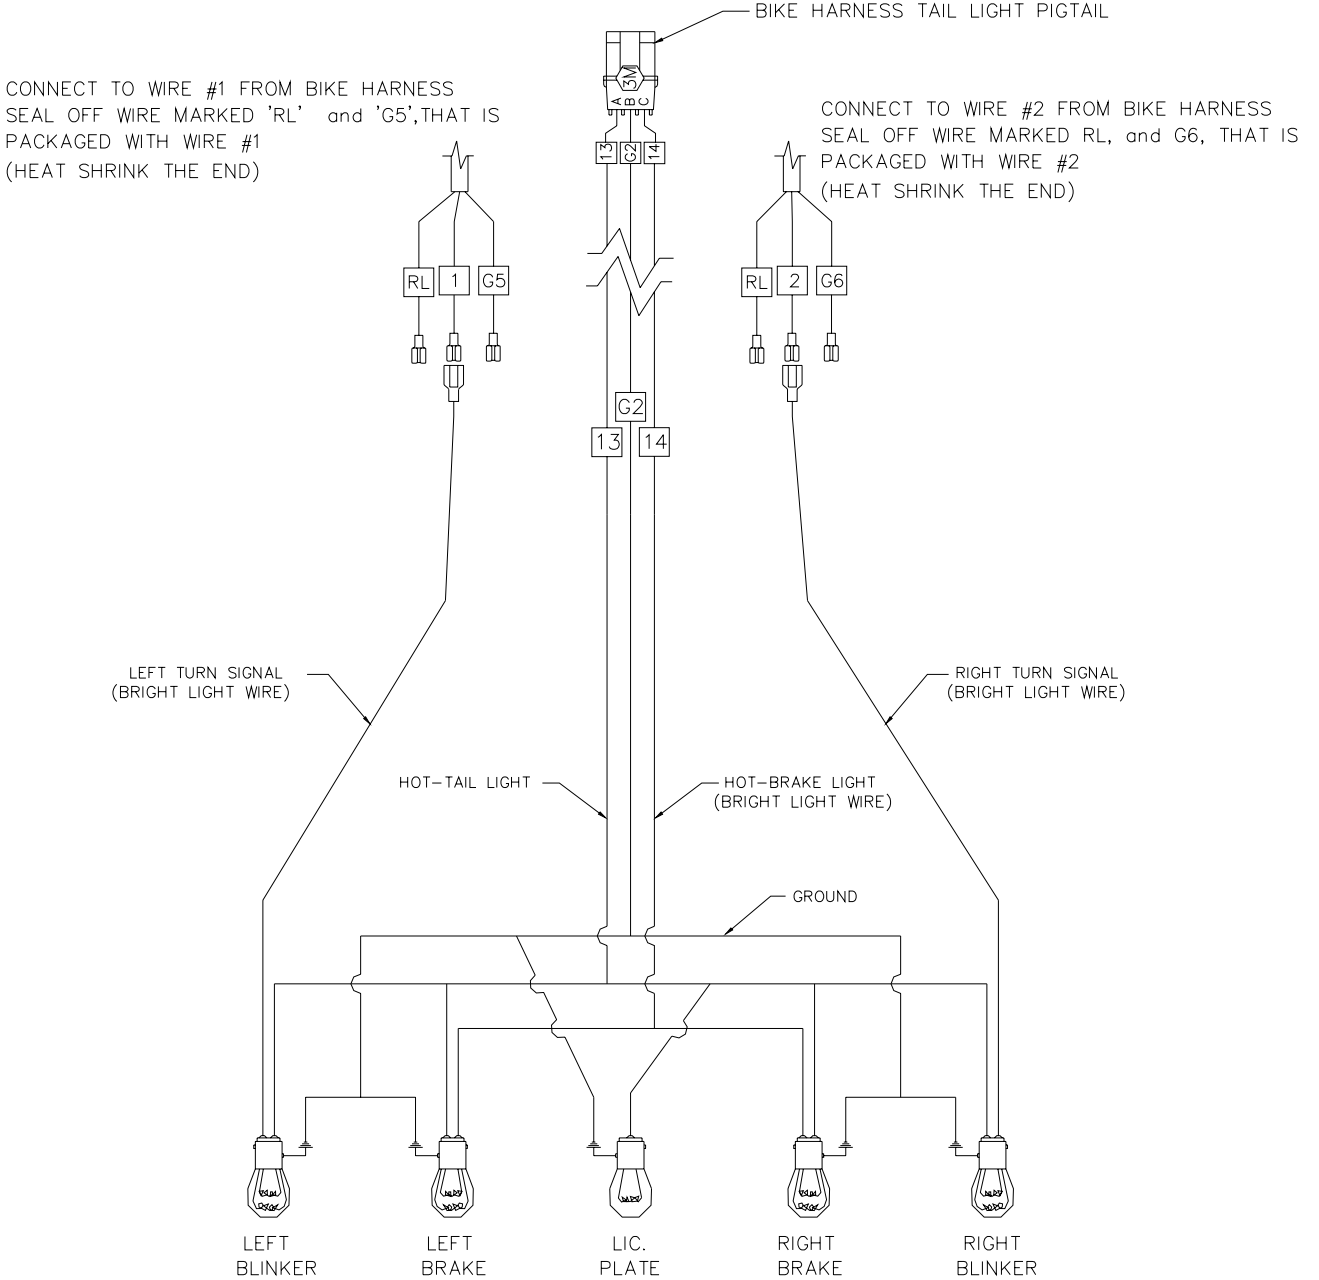 BIKE HARNESS TAIL LIGHT PIGTAIL
CONNECT TO WIRE #1 FROM BIKE HARNESS
SEAL OFF WIRE MARKED 'RL' and 'G5',THAT IS
PACKAGED WITH WIRE #1
(HEAT SHRINK THE END)
3M
A B C
13 G2 14
CONNECT TO WIRE #2 FROM BIKE HARNESS
SEAL OFF WIRE MARKED RL, and G6, THAT IS
PACKAGED WITH WIRE #2
(HEAT SHRINK THE END)
RL 1 G5
RL 2 G6
G2
13 14
LEFT TURN SIGNAL
(BRIGHT LIGHT WIRE)
RIGHT TURN SIGNAL
(BRIGHT LIGHT WIRE)
HOT-TAIL LIGHT
HOT-BRAKE LIGHT
(BRIGHT LIGHT WIRE)
GROUND
LEFT
BLINKER
LEFT
BRAKE
LIC.
PLATE
RIGHT
BRAKE
RIGHT
BLINKER